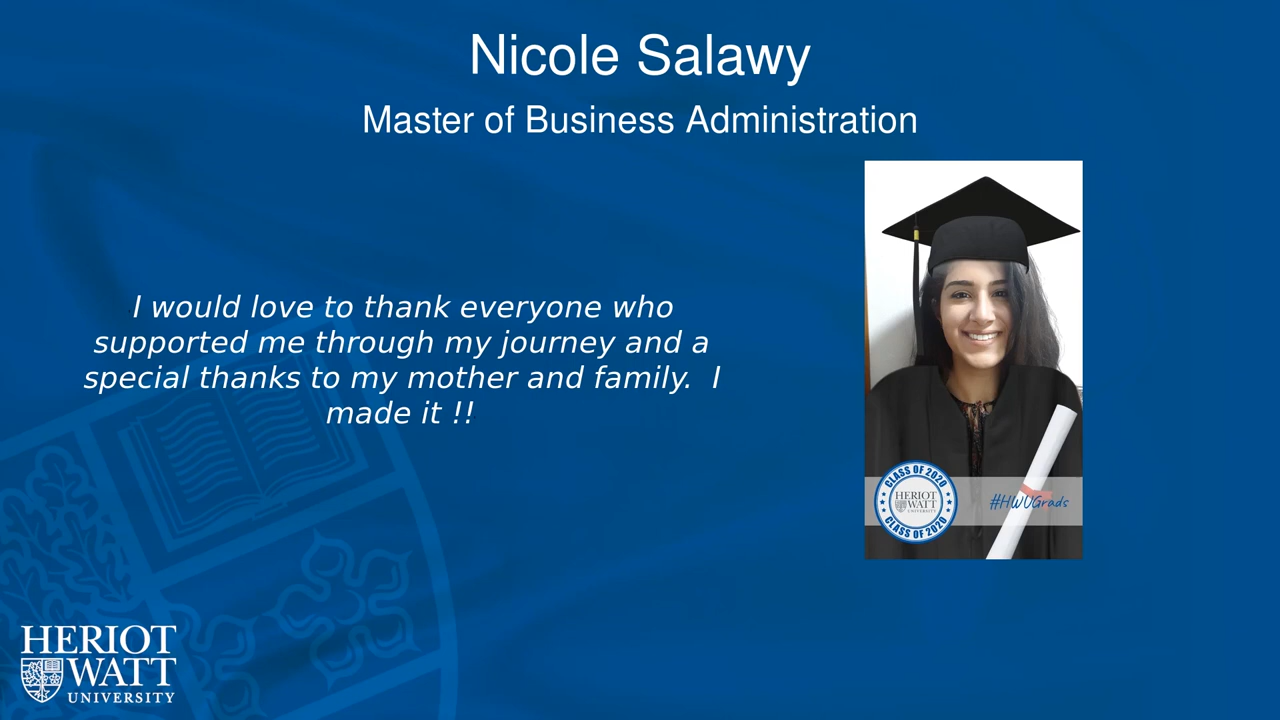 Nicole Salawy
Master of Business Administration
I would love to thank everyone who
supported me through my journey and a
special thanks to my mother and family.  I
made it !!
CLASS OF 2020
HERIOT
WATT
UNIVERSITY
CLASS OF 2020
#HWUGrads
HERIOT
WATT
UNIVERSITY